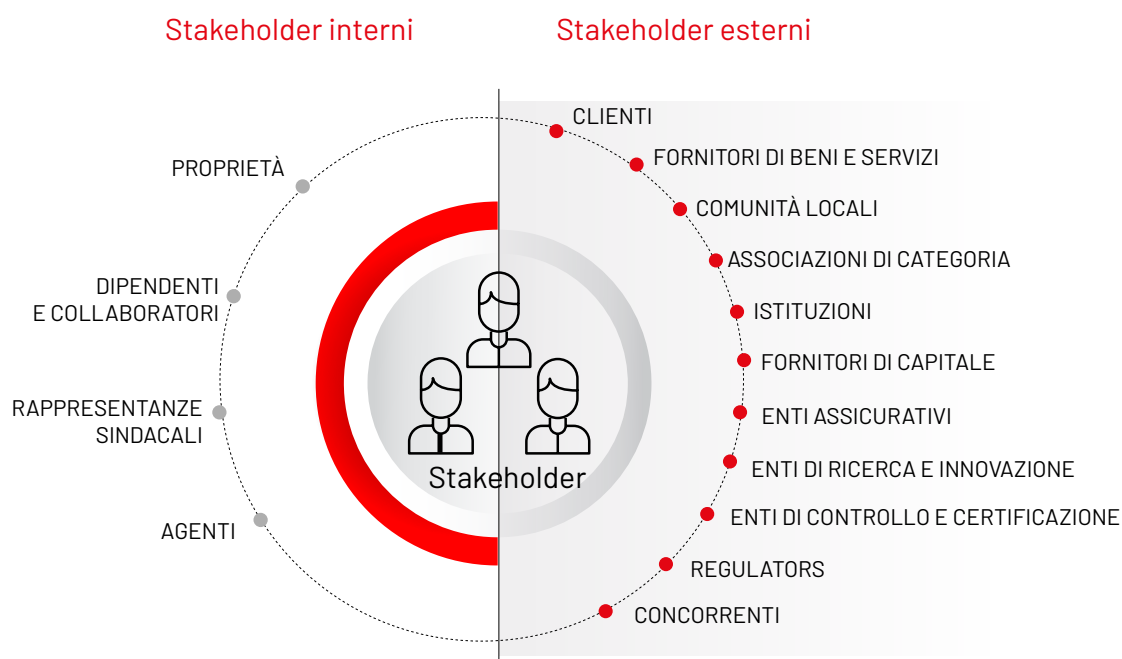 Stakeholder interni
Stakeholder esterni
PROPRIETÀ
DIPENDENTI
E COLLABORATORI
RAPPRESENTANZE
SINDACALI
AGENTI
Stakeholder
CLIENTI
FORNITORI DI BENI E SERVIZI
COMUNITÀ LOCALI
ASSOCIAZIONI DI CATEGORIA
ISTITUZIONI
FORNITORI DI CAPITALE
ENTI ASSICURATIVI
ENTI DI RICERCA E INNOVAZIONE
ENTI DI CONTROLLO E CERTIFICAZIONE
REGULATORS
CONCORRENTI